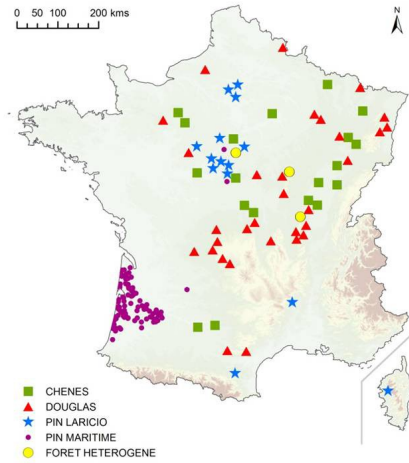 0 50 100 200 kms
N
CHENES
DOUGLAS
PIN LARICIO
PIN MARITIME
FORET HETEROGENE